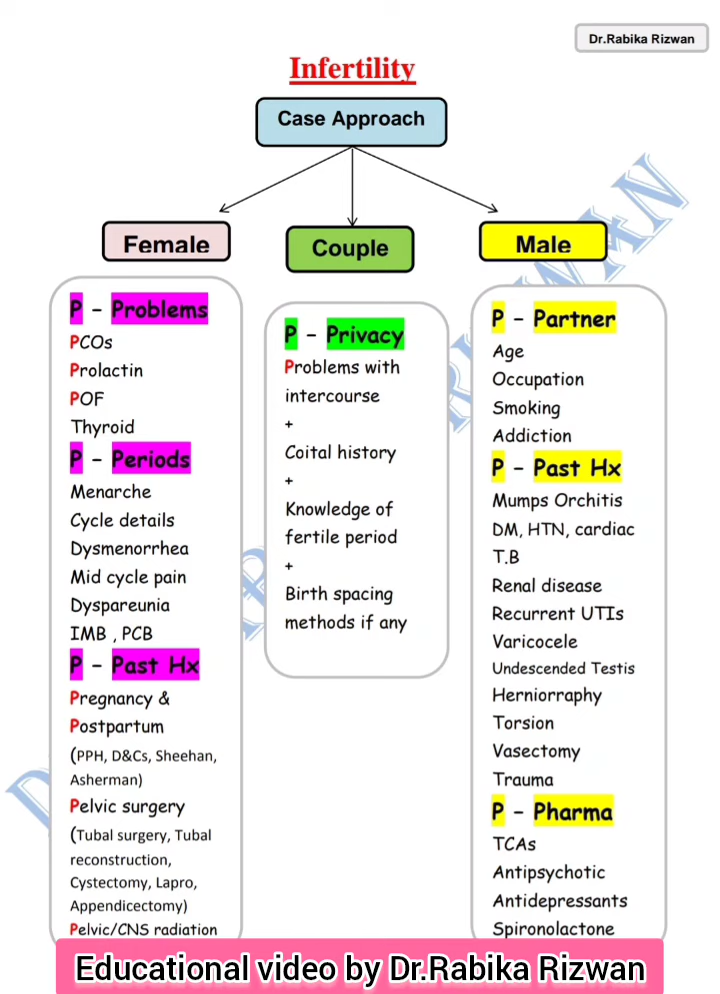 Dr.Rabika Rizwan
Infertility
Case Approach
Female
P – Problems
PCOs
Prolactin
POF
Thyroid
P – Periods
Menarche
Cycle details
Dysmenorrhea
Mid cycle pain
Dyspareunia
IMB , PCB
P – Past Hx
Pregnancy &
Postpartum
(PPH, D&Cs, Sheehan,
Asherman)
Pelvic surgery
(Tubal surgery, Tubal
reconstruction,
Cystectomy, Lapro,
Appendicectomy)
Pelvic/CNS radiation
Couple
P – Privacy
Problems with
intercourse
+
Coital history
+
Knowledge of
fertile period
+
Birth spacing
methods if any
Male
P – Partner
Age
Occupation
Smoking
Addiction
P – Past Hx
Mumps Orchitis
DM, HTN, cardiac
T.B
Renal disease
Recurrent UTIs
Varicocele
Undescended Testis
Herniorraphy
Torsion
Vasectomy
Trauma
P – Pharma
TCAs
Antipsychotic
Antidepressants
Spironolactone
Educational video by Dr.Rabika Rizwan